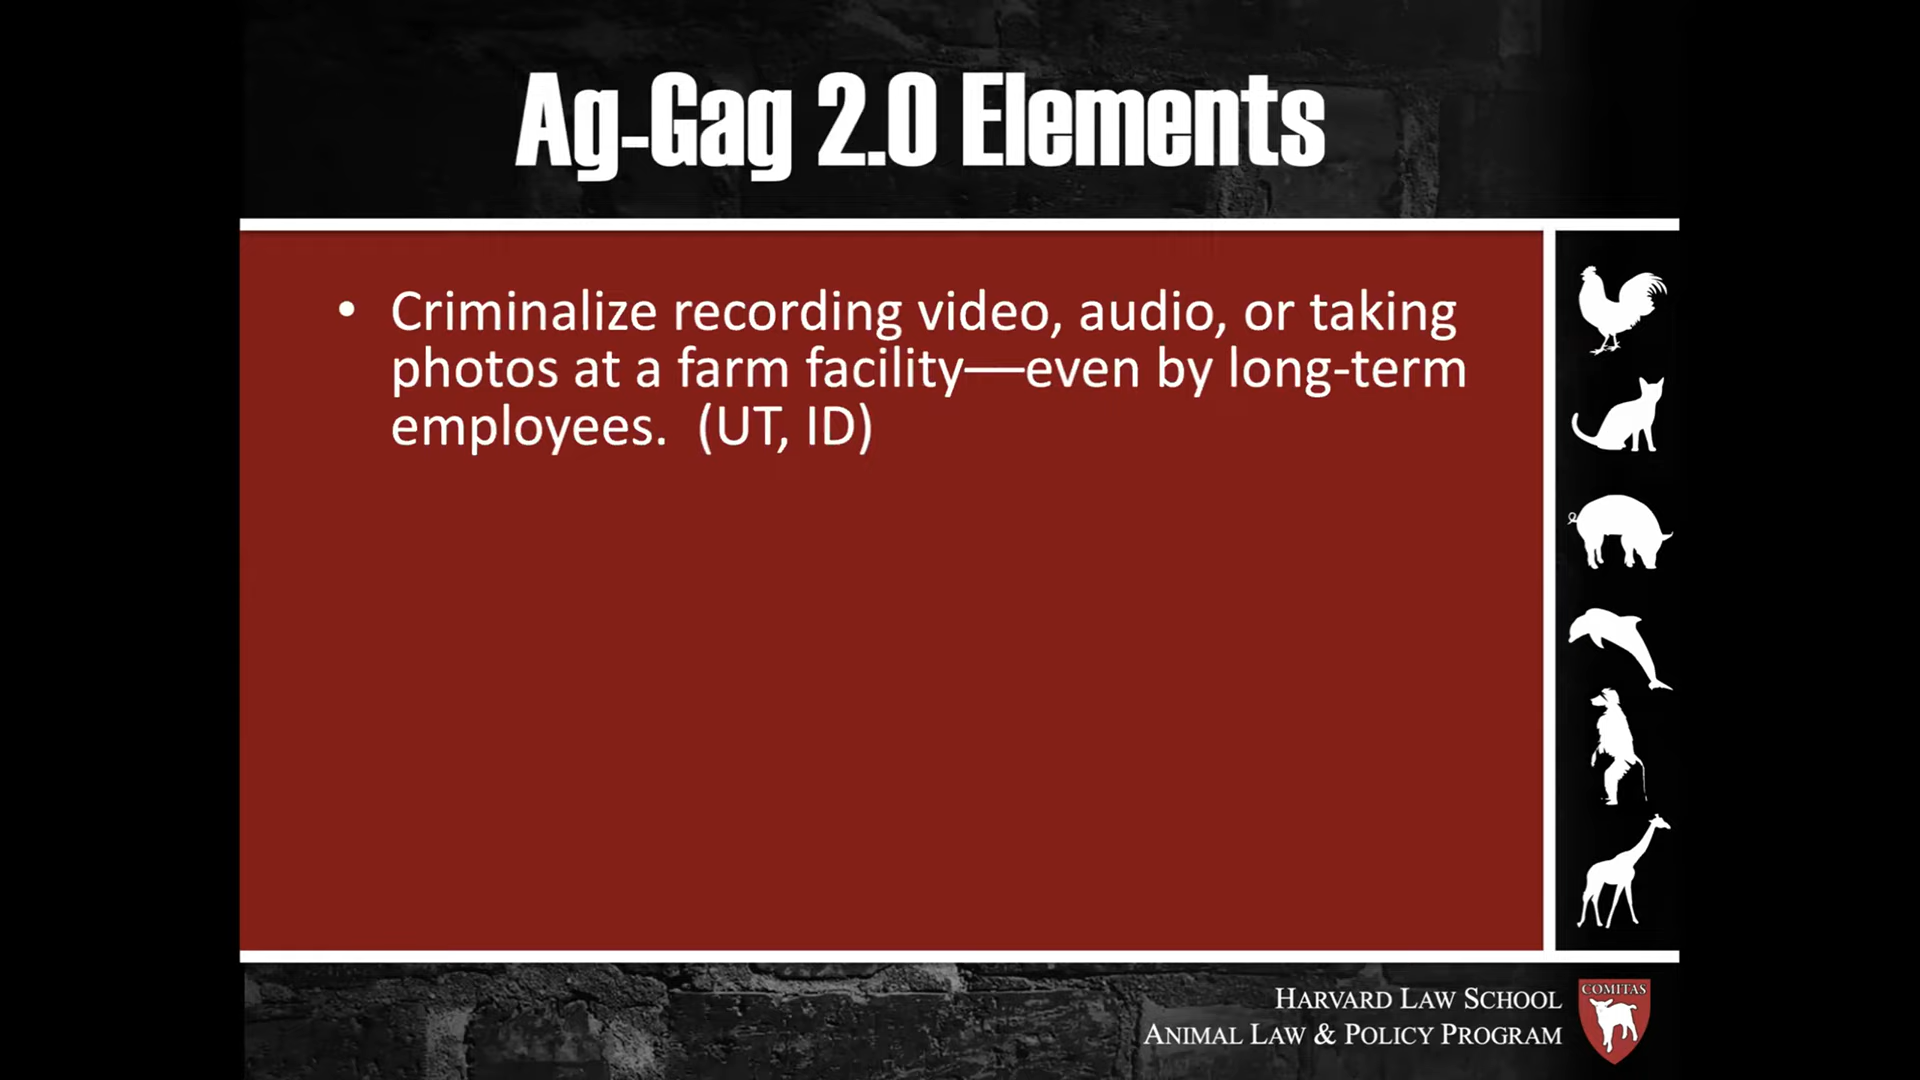 Ag-Gag 2.0 Elements
• Criminalize recording video, audio, or taking
photos at a farm facility—even by long-term
employees. (UT, ID)
HARVARD LAW SCHOOL
ANIMAL LAW & POLICY PROGRAM
COMITAS